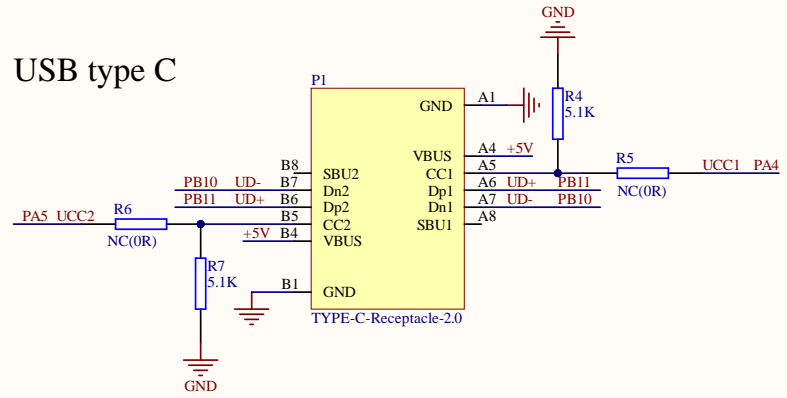 GND
USB type C
P1
GND A1
R4
5.1K
VBUS A4 +5V
B8 SBU2
CC1 A5
R5
UCC1 PA4
NC(0R)
PB10 UD- B7 Dn2
Dp1 A6 UD+ PB11
PB11 UD+ B6 Dp2
Dn1 A7 UD- PB10
PA5 UCC2
R6
NC(0R)
B5 CC2
SBU1 A8
+5V B4 VBUS
R7
5.1K
B1 GND
TYPE-C-Receptacle-2.0
GND